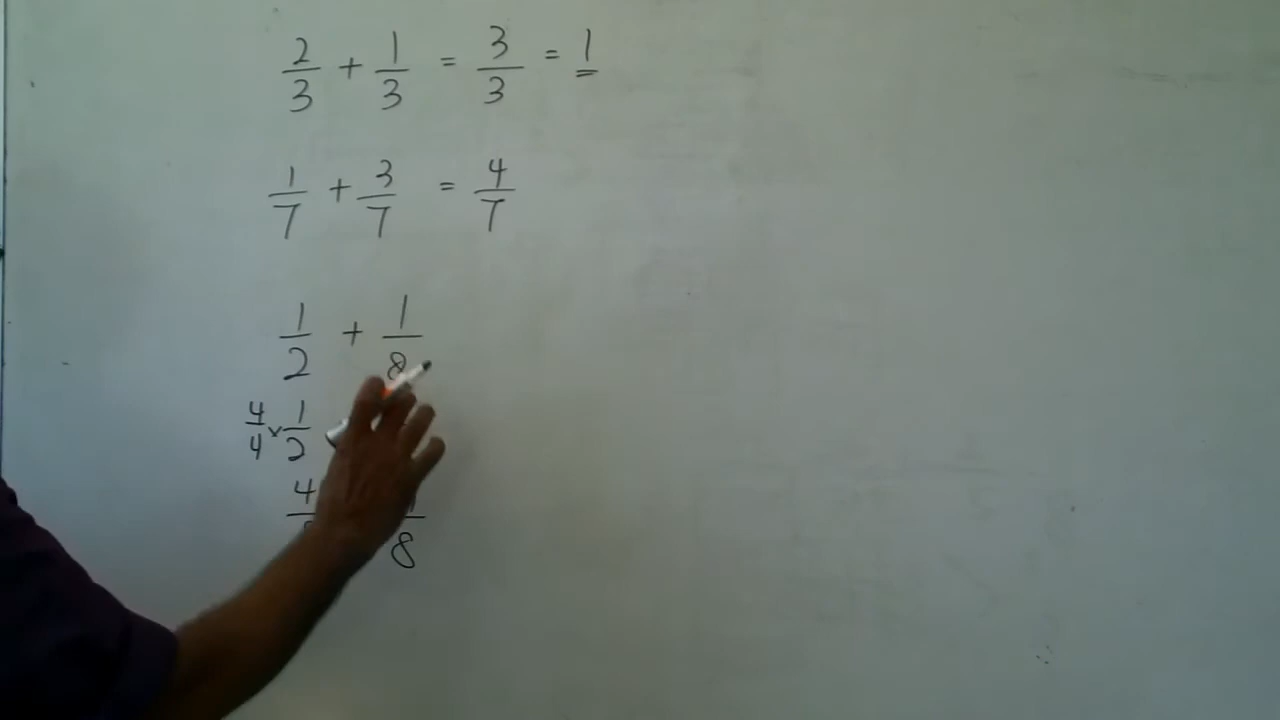 2/3 + 1/3 = 3/3 = 1
1/7 + 3/7 = 4/7
1/2 + 1/8
4/4 × 1/2
4/ /8